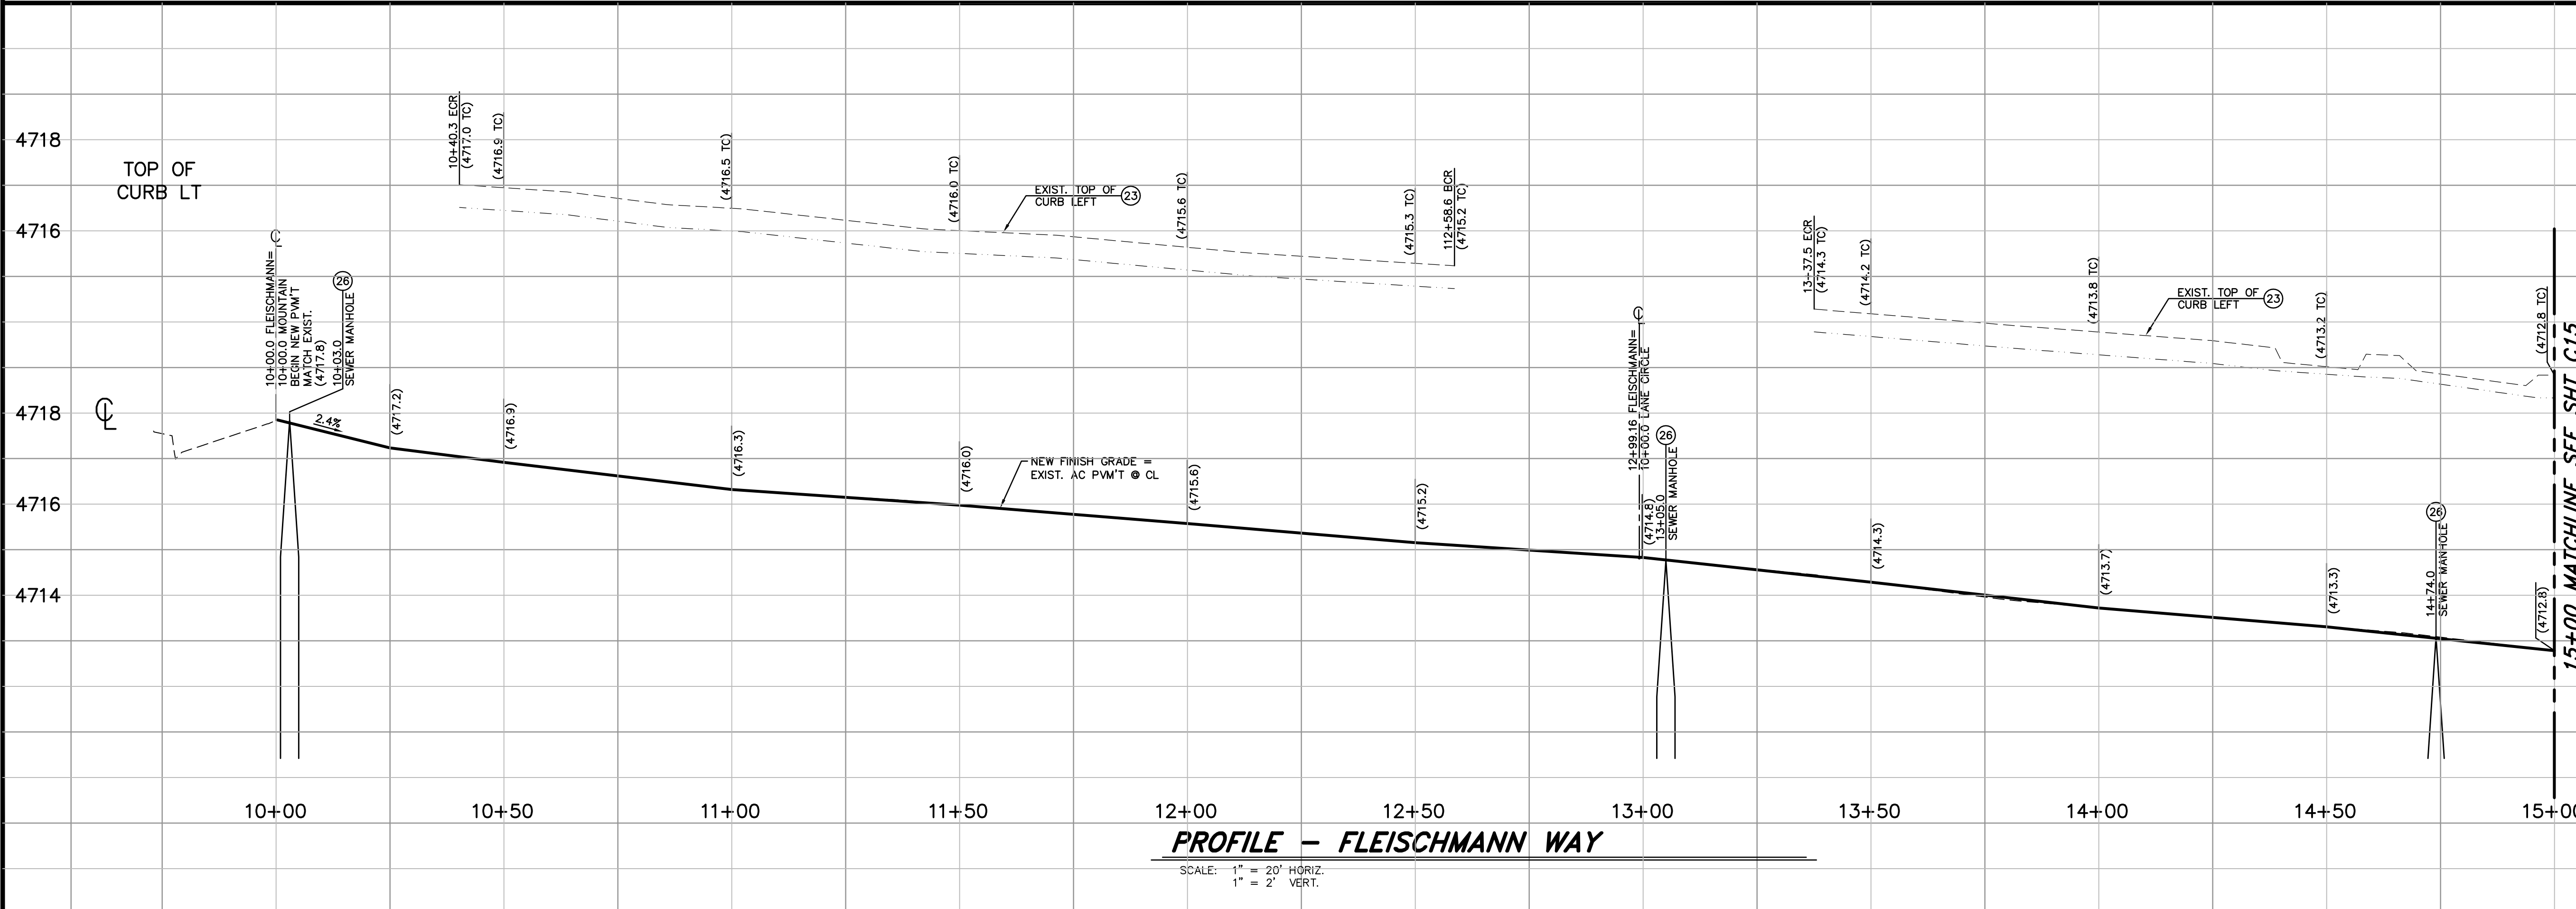 4718
TOP OF
CURB LT
4716
10+40.3 ECR
(4717.0 TC)
(4716.9 TC)
(4716.5 TC)
(4716.0 TC)
EXIST. TOP OF
CURB LEFT
23
(4715.6 TC)
(4715.3 TC)
112+58.6 BCR
(4715.2 TC)
13+37.5 ECR
(4714.3 TC)
(4714.2 TC)
(4713.8 TC)
EXIST. TOP OF
CURB LEFT
23
(4713.2 TC)
(4712.8 TC)
4718
4716
4714
10+00.0 FLEISCHMANN=
10+00.0 MOUNTAIN
BEGIN NEW PVM'T
MATCH EXIST.
(4717.8)
26
10+03.0
SEWER MANHOLE
2.4%
(4717.2)
(4716.9)
(4716.3)
(4716.0)
NEW FINISH GRADE =
EXIST. AC PVM'T @ CL
(4715.6)
(4715.2)
12+99.16 FLEISCHMANN=
10+00.0 LANE CIRCLE
(4714.8)
26
13+05.0
SEWER MANHOLE
(4714.3)
(4713.7)
(4713.3)
26
14+74.0
SEWER MANHOLE
(4712.8)
15+00 MATCHLINE SEE SHT C15
10+00 10+50 11+00 11+50 12+00 12+50 13+00 13+50 14+00 14+50 15+00
PROFILE – FLEISCHMANN WAY
SCALE: 1" = 20' HORIZ.
1" = 2' VERT.